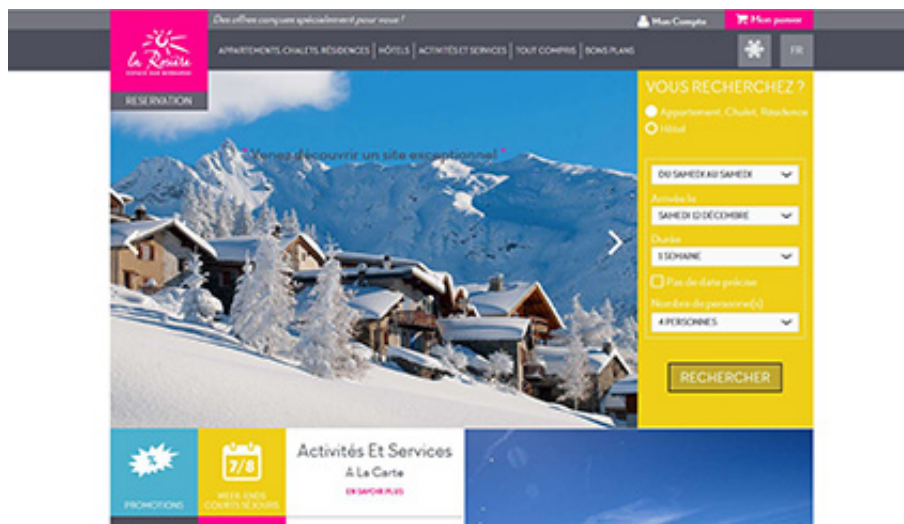 Des offres conçues spécialement pour vous !
Mon Compte
Mon panier
la Rosière
ESPACE SAN BERNARDO
APPARTEMENTS, CHALETS, RÉSIDENCES | HÔTELS | ACTIVITÉS ET SERVICES | TOUT COMPRIS | BONS PLANS
FR
RESERVATION
" Venez découvrir un site exceptionnel "
VOUS RECHERCHEZ ?
Appartement, Chalet, Résidence
Hôtel
DU SAMEDI AU SAMEDI
Arrivée le
SAMEDI 12 DÉCEMBRE
Durée
1 SEMAINE
Pas de date précise
Nombre de personne(s)
4 PERSONNES
RECHERCHER
%
PROMOTIONS
7/8
WEEK-ENDS
COURTS SÉJOURS
Activités Et Services
A La Carte
EN SAVOIR PLUS